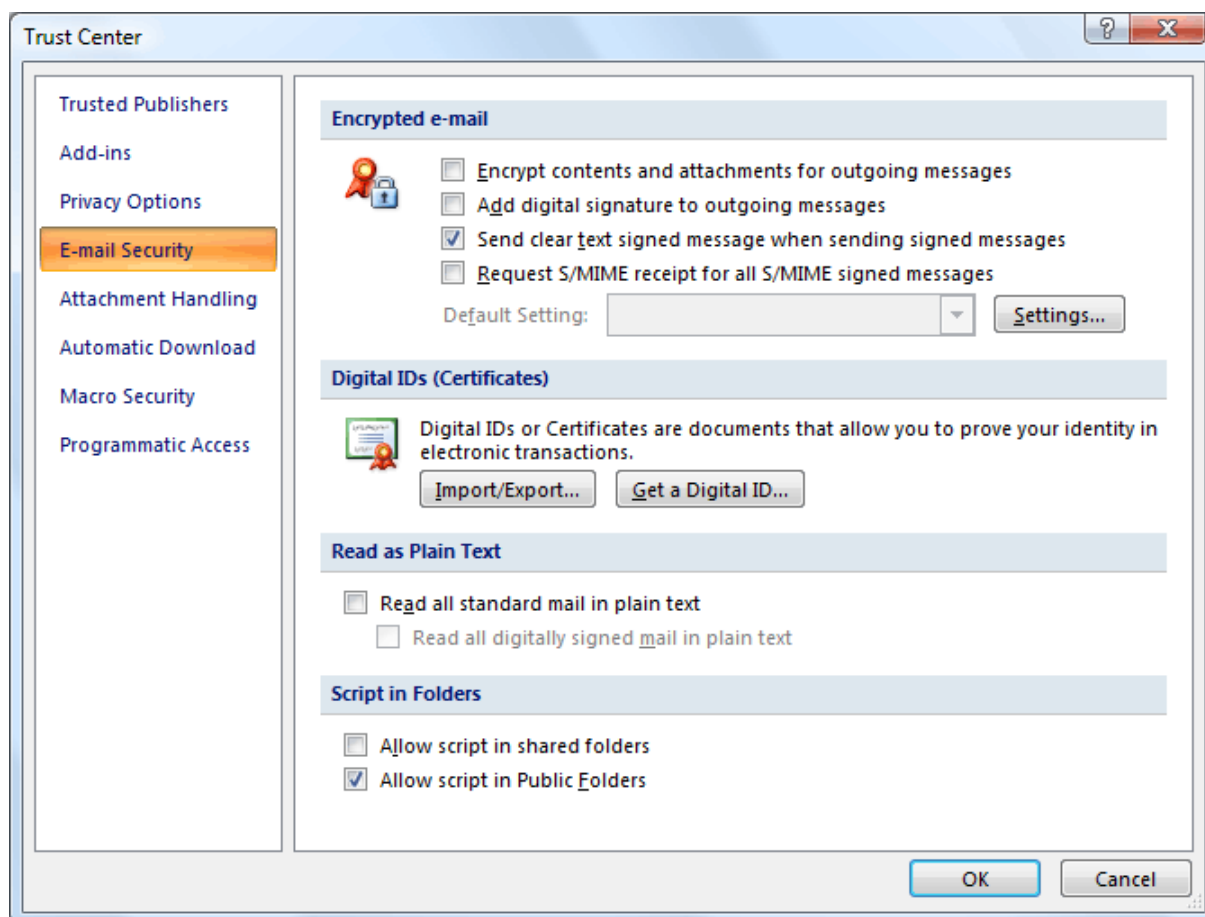 Trust Center
Trusted Publishers
Add-ins
Privacy Options
E-mail Security
Attachment Handling
Automatic Download
Macro Security
Programmatic Access
Encrypted e-mail
Encrypt contents and attachments for outgoing messages
Add digital signature to outgoing messages
Send clear text signed message when sending signed messages
Request S/MIME receipt for all S/MIME signed messages
Default Setting:
Settings...
Digital IDs (Certificates)
Digital IDs or Certificates are documents that allow you to prove your identity in
electronic transactions.
Import/Export... Get a Digital ID...
Read as Plain Text
Read all standard mail in plain text
Read all digitally signed mail in plain text
Script in Folders
Allow script in shared folders
Allow script in Public Folders
OK Cancel